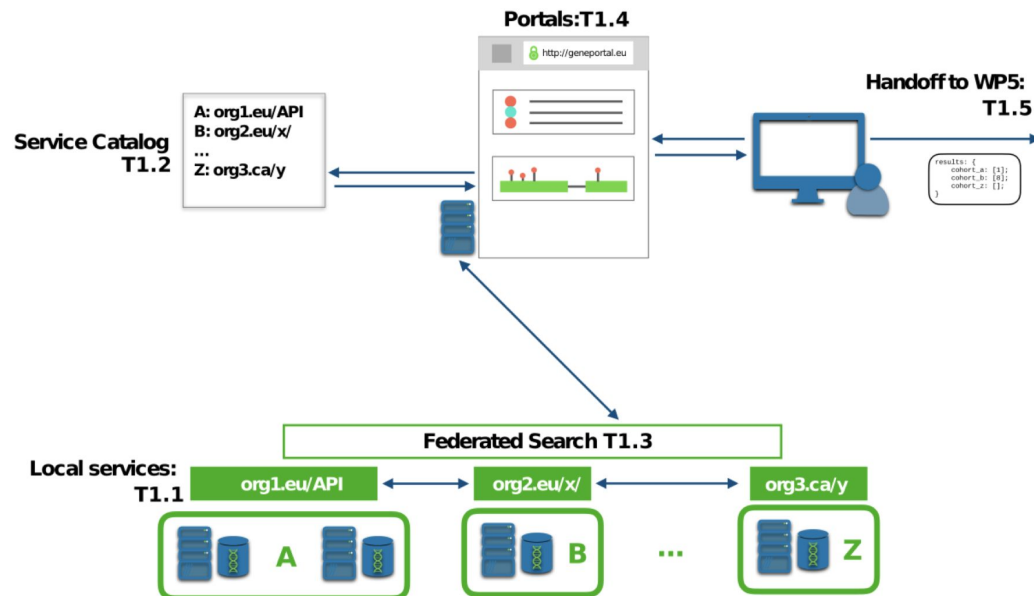 Portals:T1.4
http://geneportal.eu
Handoff to WP5:
T1.5
Service Catalog
T1.2
A: org1.eu/API
B: org2.eu/x/
...
Z: org3.ca/y
results: {
cohort_a: [1];
cohort_b: [8];
cohort_z: [];
}
Federated Search T1.3
Local services:
T1.1
org1.eu/API
org2.eu/x/
org3.ca/y
A
B
...
Z